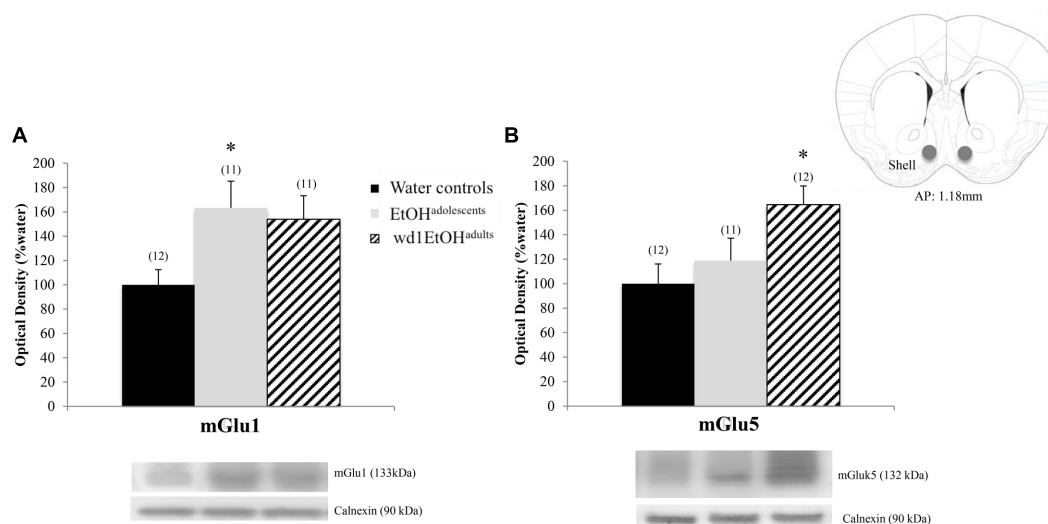 A
Optical Density (%water)
200
180
160
140
120
100
80
60
40
20
0
(12)
*
(11)
(11)
mGlu1
Water controls
EtOH^adolescents
wd1EtOH^adults
mGlu1 (133kDa)
Calnexin (90 kDa)
B
Optical Density (%water)
200
180
160
140
120
100
80
60
40
20
0
(12)
(11)
*
(12)
mGlu5
Shell
AP: 1.18mm
mGluk5 (132 kDa)
Calnexin (90 kDa)